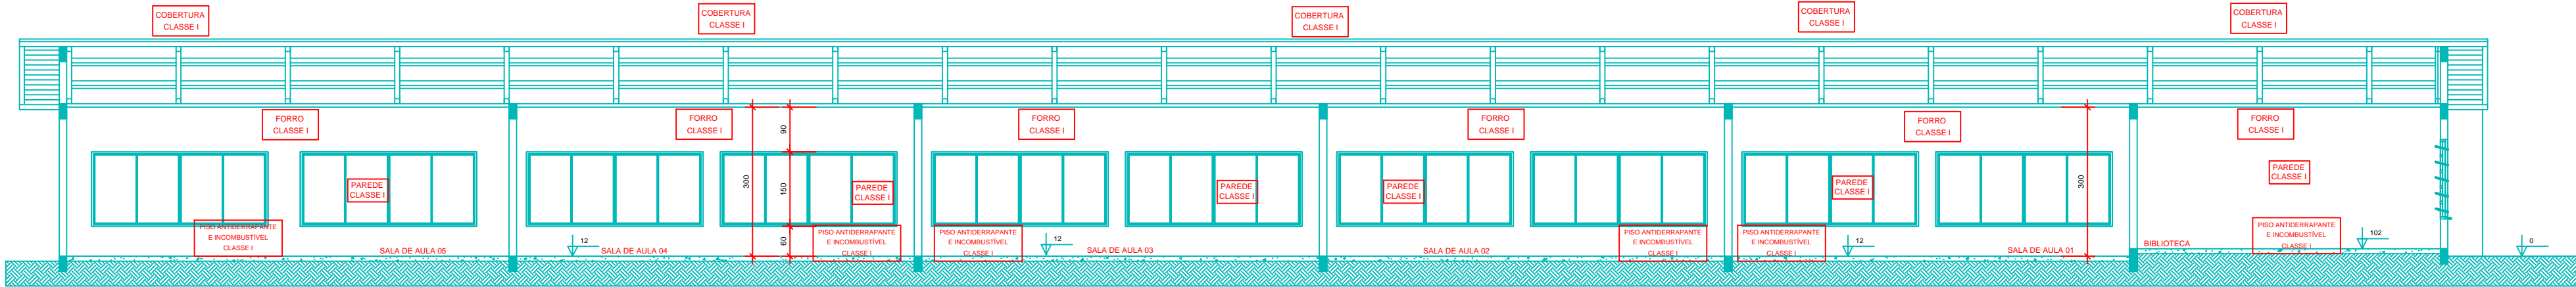 COBERTURA
CLASSE I
COBERTURA
CLASSE I
COBERTURA
CLASSE I
COBERTURA
CLASSE I
COBERTURA
CLASSE I
FORRO
CLASSE I
FORRO
CLASSE I
FORRO
CLASSE I
FORRO
CLASSE I
FORRO
CLASSE I
FORRO
CLASSE I
90
300
150
60
300
PAREDE
CLASSE I
PAREDE
CLASSE I
PAREDE
CLASSE I
PAREDE
CLASSE I
PAREDE
CLASSE I
PAREDE
CLASSE I
PISO ANTIDERRAPANTE
E INCOMBUSTÍVEL
CLASSE I
PISO ANTIDERRAPANTE
E INCOMBUSTÍVEL
CLASSE I
PISO ANTIDERRAPANTE
E INCOMBUSTÍVEL
CLASSE I
PISO ANTIDERRAPANTE
E INCOMBUSTÍVEL
CLASSE I
PISO ANTIDERRAPANTE
E INCOMBUSTÍVEL
CLASSE I
PISO ANTIDERRAPANTE
E INCOMBUSTÍVEL
CLASSE I
SALA DE AULA 05
12
SALA DE AULA 04
12
SALA DE AULA 03
SALA DE AULA 02
12
SALA DE AULA 01
BIBLIOTECA
102
0